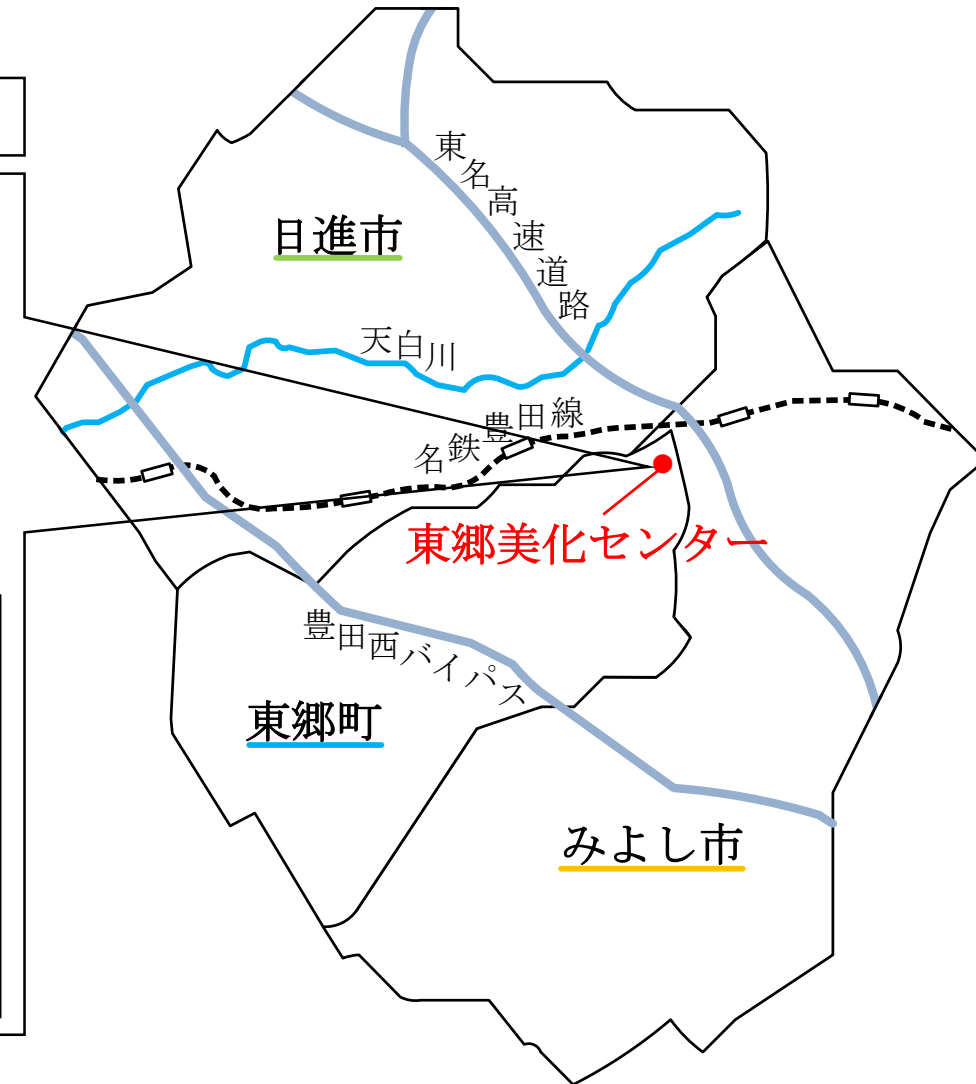 東名高速道路
日進市
天白川
名鉄豊田線
東郷美化センター
豊田西バイパス
東郷町
みよし市